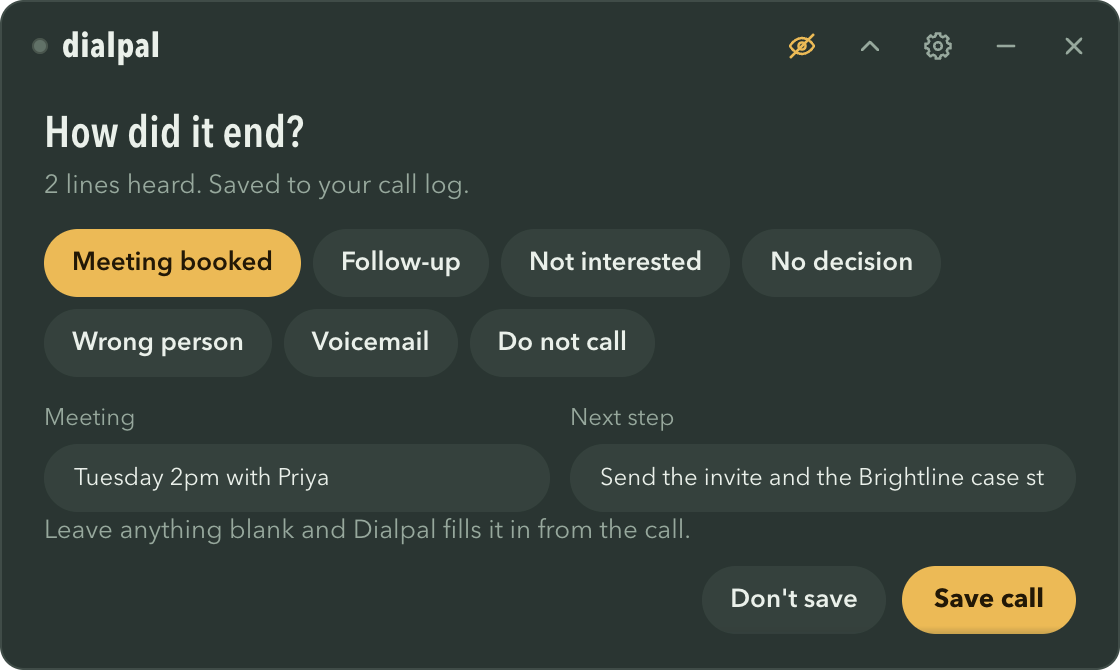 dialpal
How did it end?
2 lines heard. Saved to your call log.
Meeting booked
Follow-up
Not interested
No decision
Wrong person
Voicemail
Do not call
Meeting
Next step
Tuesday 2pm with Priya
Send the invite and the Brightline case st
Leave anything blank and Dialpal fills it in from the call.
Don't save
Save call